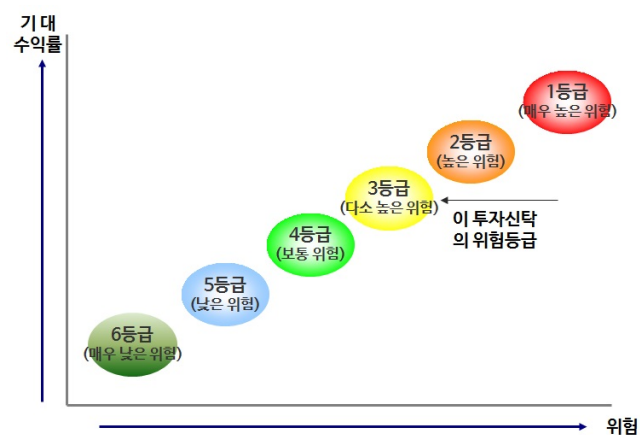 기 대
수익률
1등급
(매우 높은 위험)
2등급
(높은 위험)
3등급
(다소 높은 위험)
이 투자신탁
의 위험등급
4등급
(보통 위험)
5등급
(낮은 위험)
6등급
(매우 낮은 위험)
위험